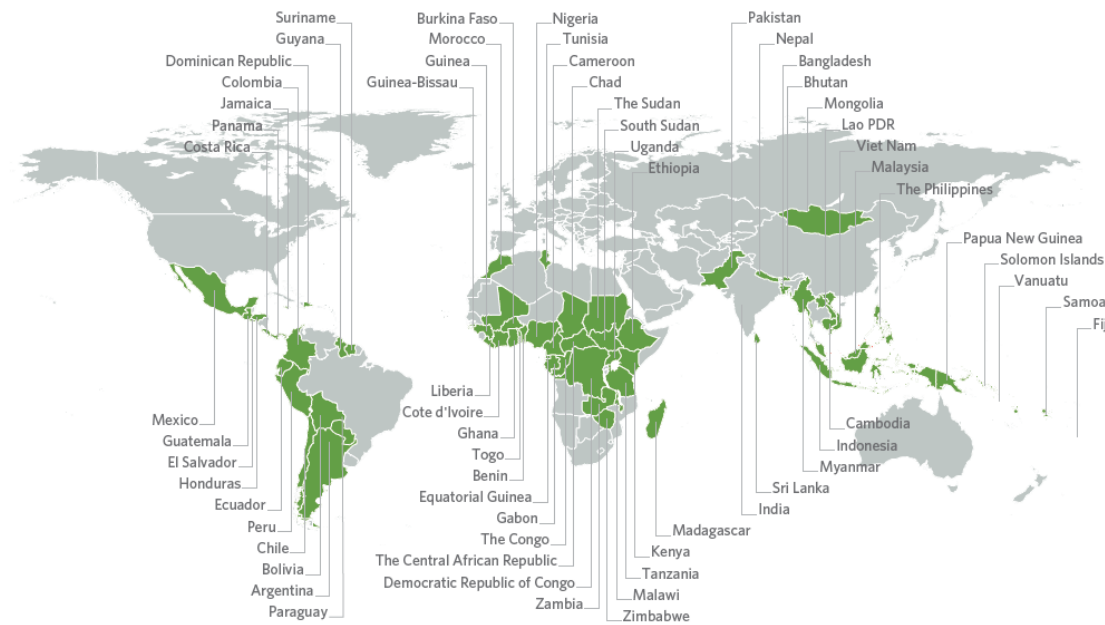 Suriname
Guyana
Dominican Republic
Colombia
Jamaica
Panama
Costa Rica
Burkina Faso
Morocco
Guinea
Guinea-Bissau
Nigeria
Tunisia
Cameroon
Chad
The Sudan
South Sudan
Uganda
Ethiopia
Pakistan
Nepal
Bangladesh
Bhutan
Mongolia
Lao PDR
Viet Nam
Malaysia
The Philippines
Papua New Guinea
Solomon Islands
Vanuatu
Samoa
Fij
Mexico
Guatemala
El Salvador
Honduras
Ecuador
Peru
Chile
Bolivia
Argentina
Paraguay
Liberia
Cote d'Ivoire
Ghana
Togo
Benin
Equatorial Guinea
Gabon
The Congo
The Central African Republic
Democratic Republic of Congo
Zambia
Madagascar
Kenya
Tanzania
Malawi
Zimbabwe
Cambodia
Indonesia
Myanmar
Sri Lanka
India